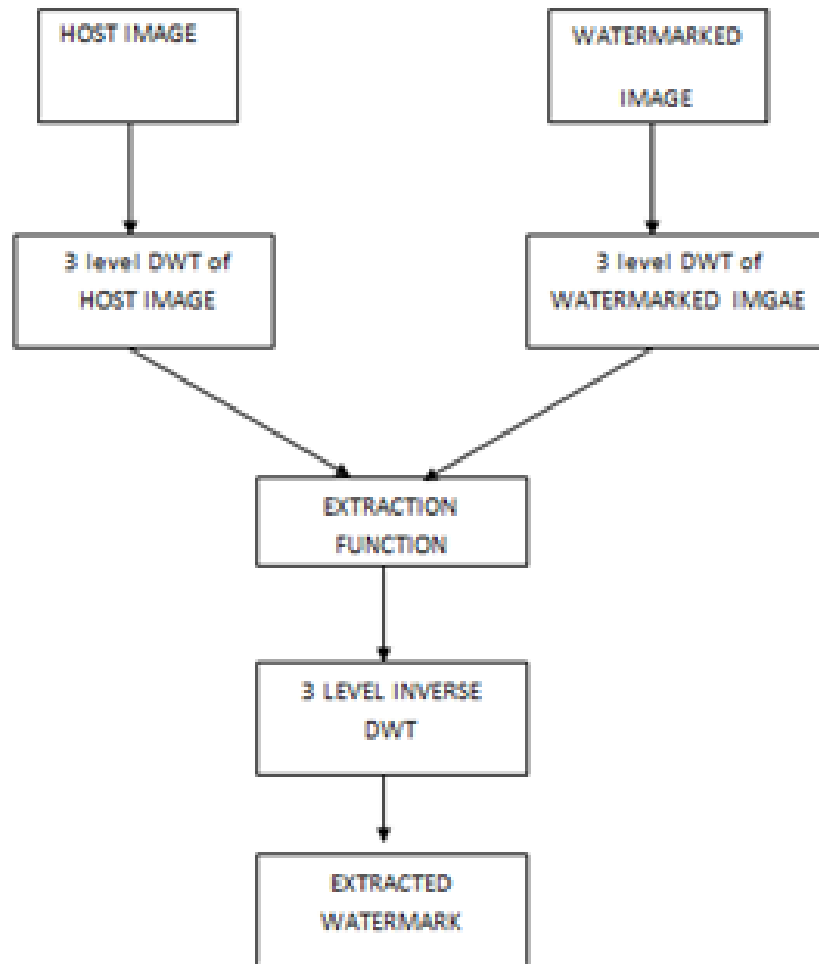 HOST IMAGE
WATERMARKED
IMAGE
3 level DWT of
HOST IMAGE
3 level DWT of
WATERMARKED IMGAE
EXTRACTION
FUNCTION
3 LEVEL INVERSE
DWT
EXTRACTED
WATERMARK